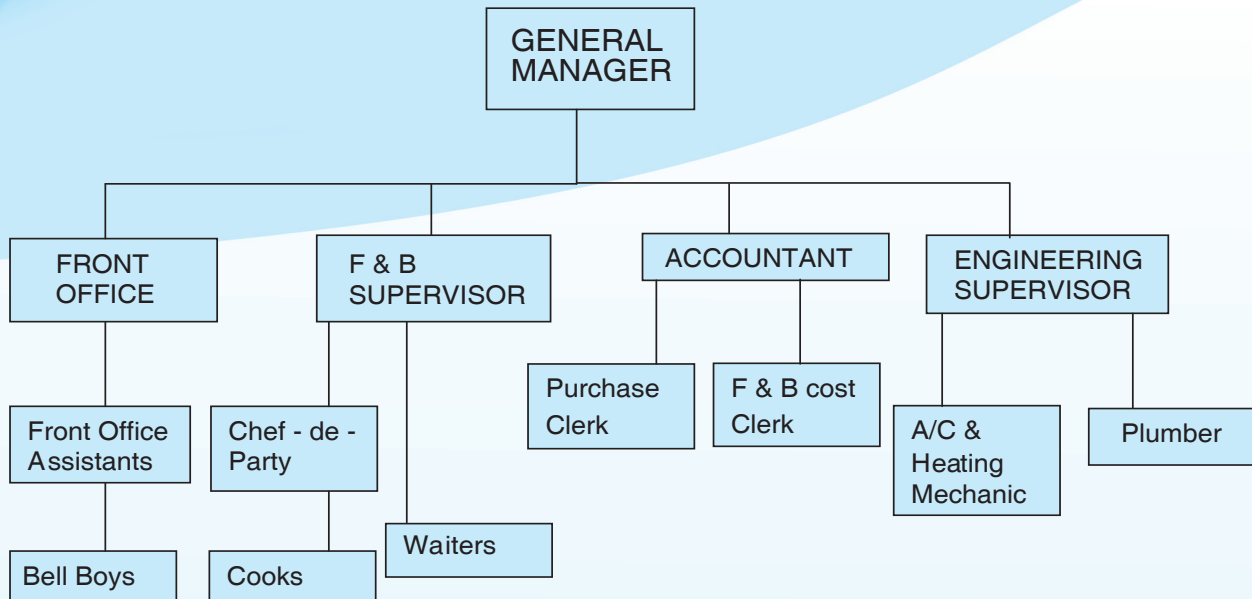 GENERAL
MANAGER
FRONT
OFFICE
F & B
SUPERVISOR
ACCOUNTANT
ENGINEERING
SUPERVISOR
Purchase
Clerk
F & B cost
Clerk
Front Office
Assistants
Chef - de -
Party
A/C &
Heating
Mechanic
Plumber
Waiters
Bell Boys
Cooks